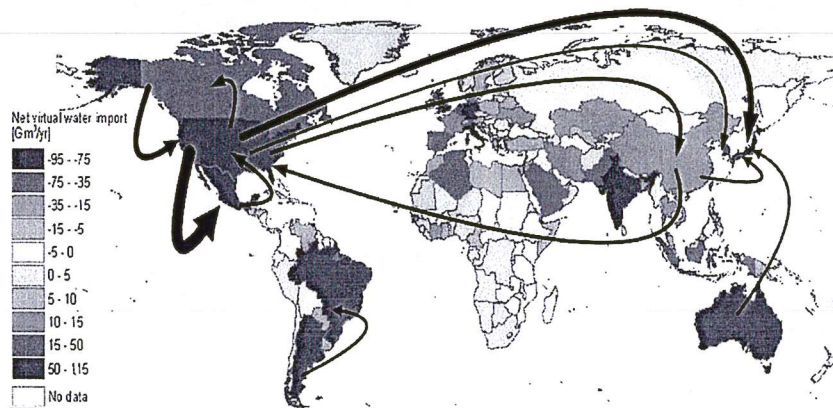 Net virtual water import
[Gm³/yr]
-95 - -75
-75 - -35
-35 - -15
-15 - -5
-5 - 0
0 - 5
5 - 10
10 - 15
15 - 50
50 - 115
No data